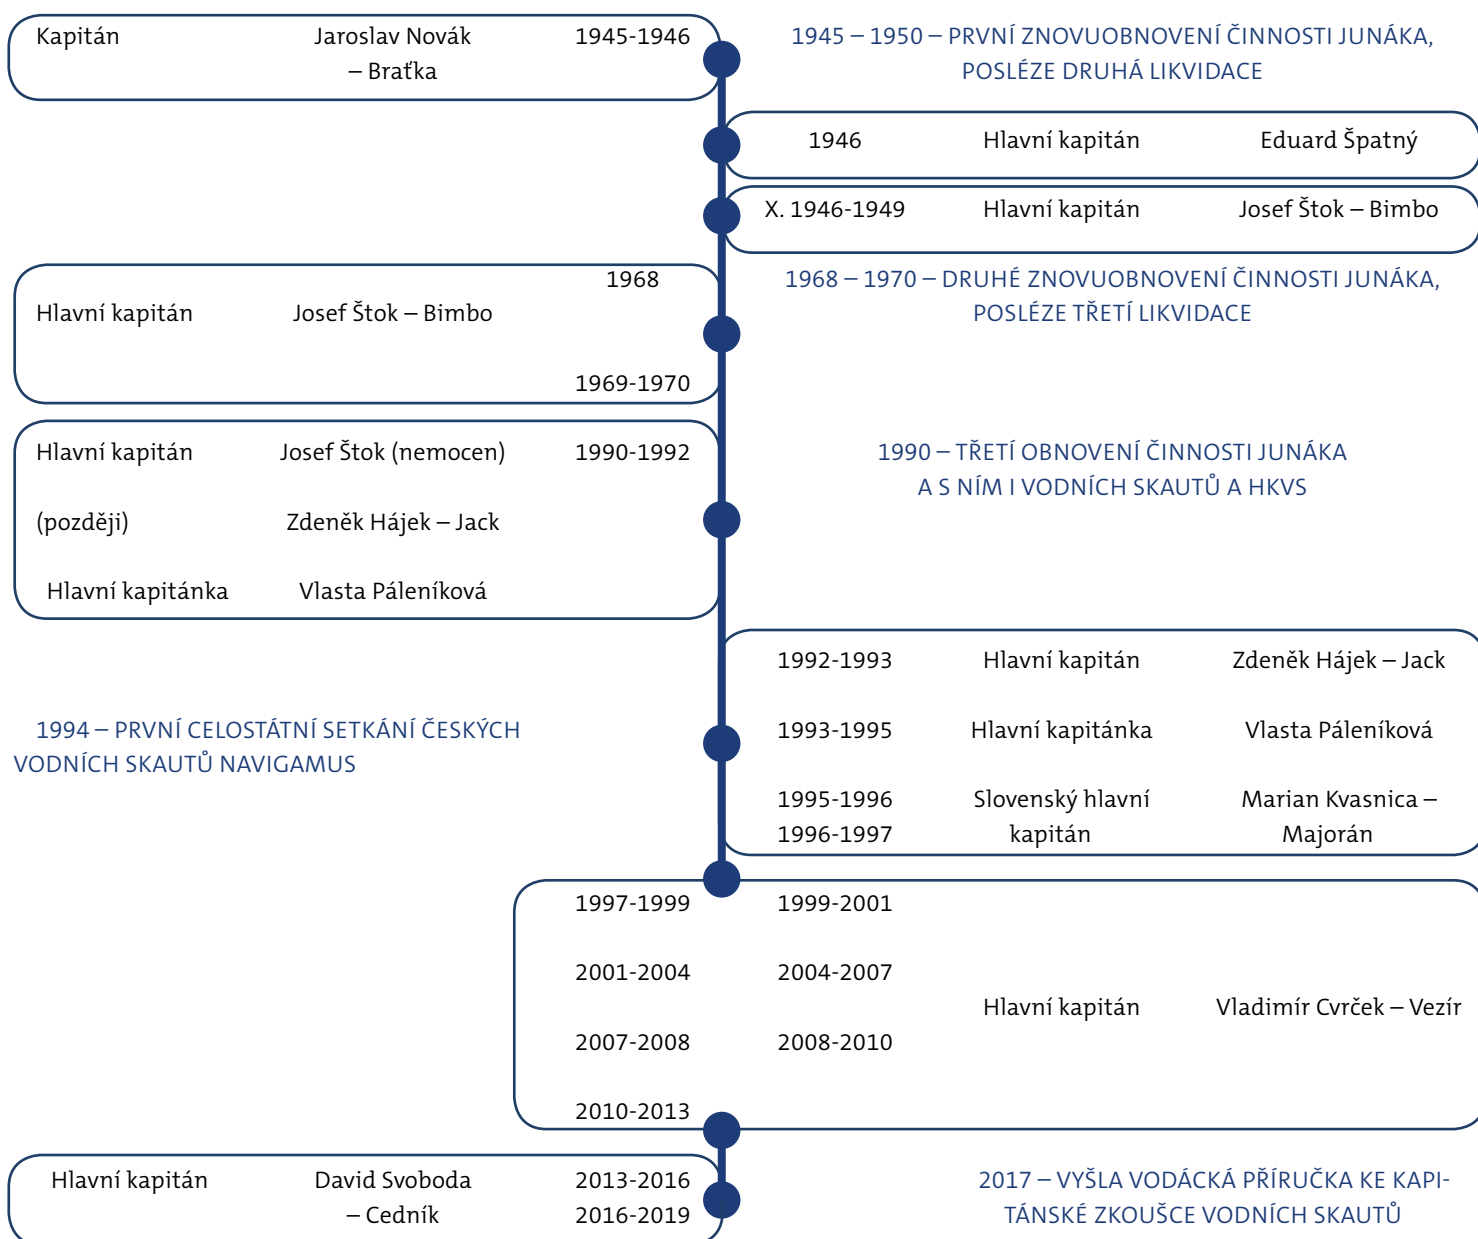 Kapitán Jaroslav Novák 1945-1946
– Braťka
1945 – 1950 – PRVNÍ ZNOVUOBNOVENÍ ČINNOSTI JUNÁKA,
POSLÉZE DRUHÁ LIKVIDACE
1946 Hlavní kapitán Eduard Špatný
X. 1946-1949 Hlavní kapitán Josef Štok – Bimbo
1968
Hlavní kapitán Josef Štok – Bimbo
1969-1970
1968 – 1970 – DRUHÉ ZNOVUOBNOVENÍ ČINNOSTI JUNÁKA,
POSLÉZE TŘETÍ LIKVIDACE
Hlavní kapitán Josef Štok (nemocen) 1990-1992
(později) Zdeněk Hájek – Jack
Hlavní kapitánka Vlasta Páleníková
1990 – TŘETÍ OBNOVENÍ ČINNOSTI JUNÁKA
A S NÍM I VODNÍCH SKAUTŮ A HKVS
1992-1993 Hlavní kapitán Zdeněk Hájek – Jack
1993-1995 Hlavní kapitánka Vlasta Páleníková
1995-1996 Slovenský hlavní Marian Kvasnica –
1996-1997 kapitán Majorán
1994 – PRVNÍ CELOSTÁTNÍ SETKÁNÍ ČESKÝCH
VODNÍCH SKAUTŮ NAVIGAMUS
1997-1999 1999-2001
2001-2004 2004-2007
Hlavní kapitán Vladimír Cvrček – Vezír
2007-2008 2008-2010
2010-2013
Hlavní kapitán David Svoboda 2013-2016
– Cedník 2016-2019
2017 – VYŠLA VODÁCKÁ PŘÍRUČKA KE KAPI-
TÁNSKÉ ZKOUŠCE VODNÍCH SKAUTŮ